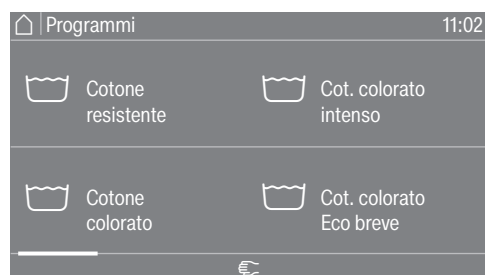 Programmi 11:02
Cotone
resistente
Cot. colorato
intenso
Cotone
colorato
Cot. colorato
Eco breve